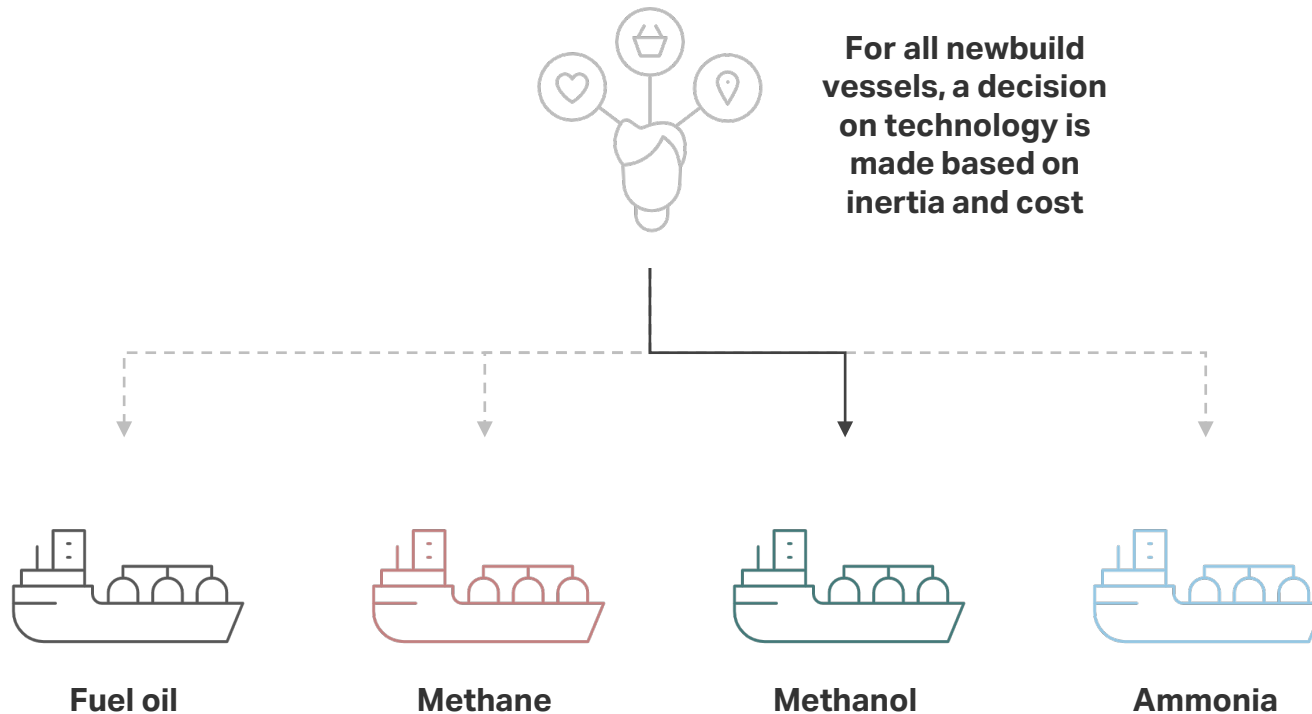 For all newbuild
vessels, a decision
on technology is
made based on
inertia and cost
Fuel oil
Methane
Methanol
Ammonia